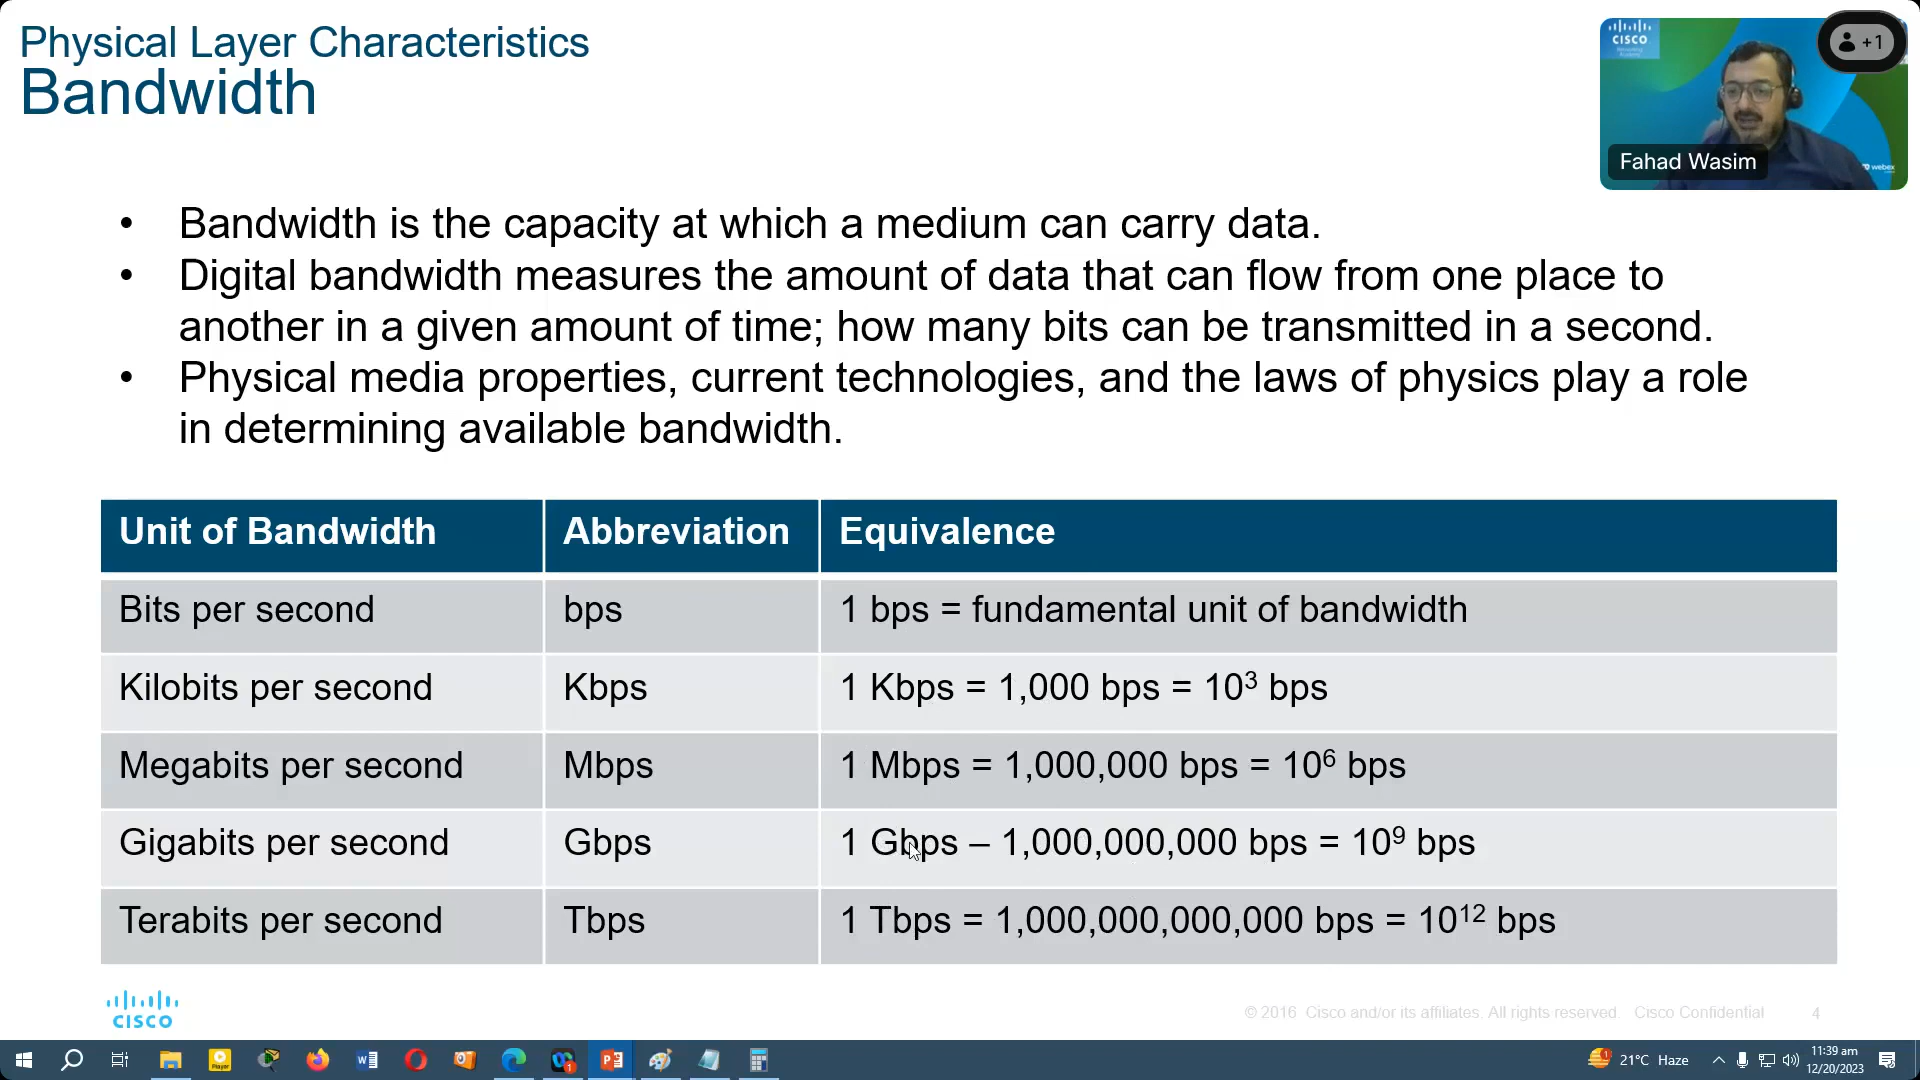 Physical Layer Characteristics
Bandwidth
CISCO
+1
Fahad Wasim
webex
• Bandwidth is the capacity at which a medium can carry data.
• Digital bandwidth measures the amount of data that can flow from one place to
another in a given amount of time; how many bits can be transmitted in a second.
• Physical media properties, current technologies, and the laws of physics play a role
in determining available bandwidth.
Unit of Bandwidth Abbreviation Equivalence
Bits per second bps 1 bps = fundamental unit of bandwidth
Kilobits per second Kbps 1 Kbps = 1,000 bps = 10³ bps
Megabits per second Mbps 1 Mbps = 1,000,000 bps = 10⁶ bps
Gigabits per second Gbps 1 Gbps – 1,000,000,000 bps = 10⁹ bps
Terabits per second Tbps 1 Tbps = 1,000,000,000,000 bps = 10¹² bps
CISCO
© 2016 Cisco and/or its affiliates. All rights reserved. Cisco Confidential 4
21°C Haze
11:39 am
12/20/2023